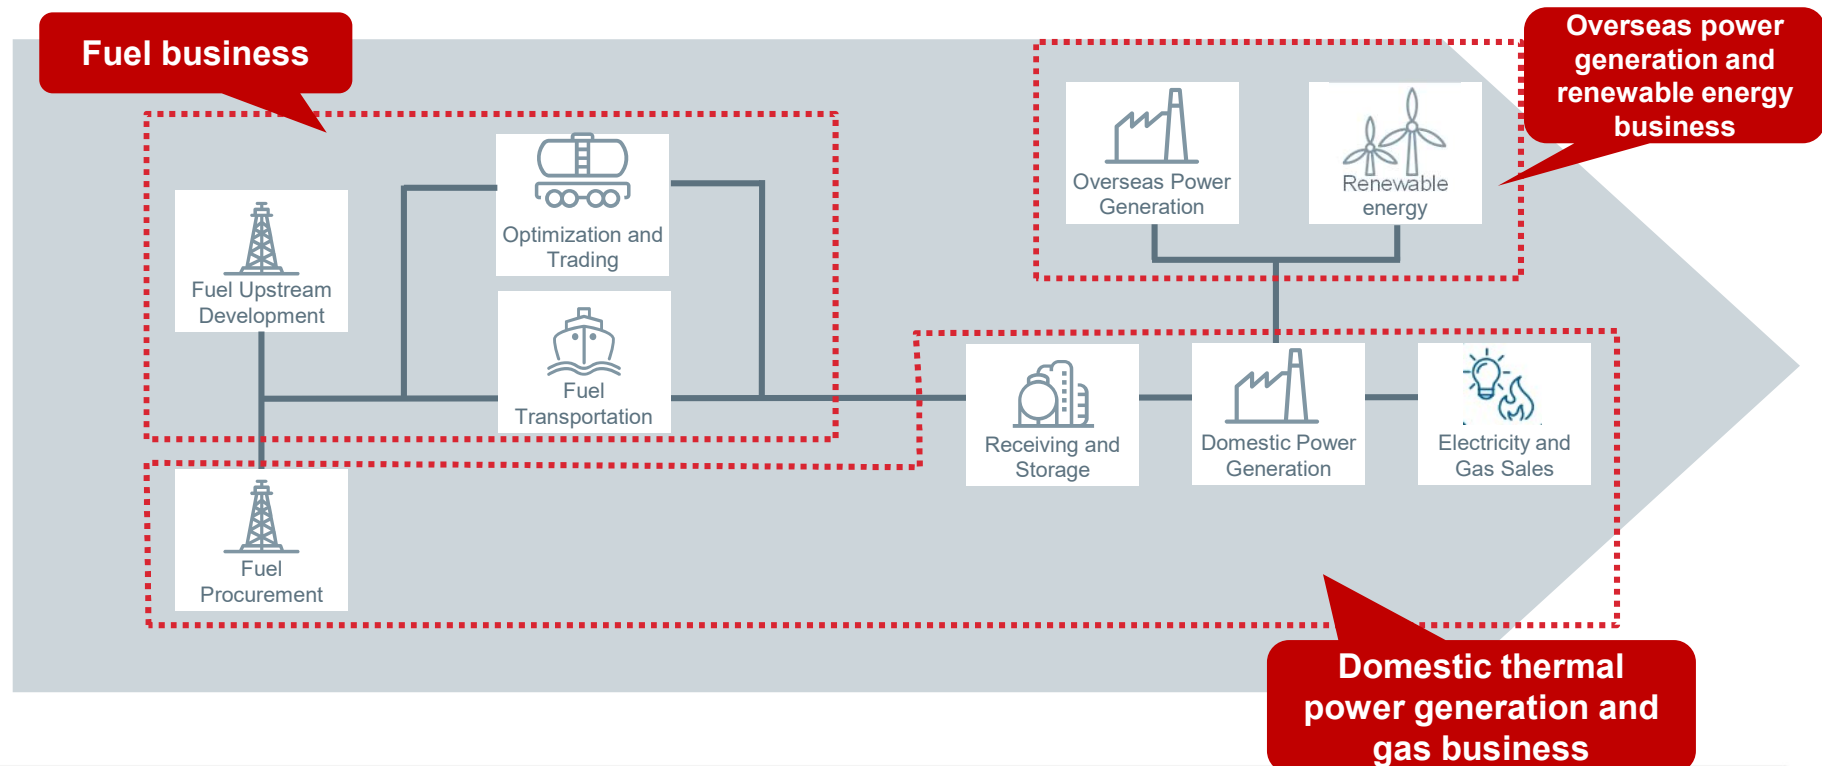 Fuel business
Overseas power
generation and
renewable energy
business
Overseas Power
Generation
Renewable
energy
Optimization and
Trading
Fuel Upstream
Development
Fuel
Transportation
Receiving and
Storage
Domestic Power
Generation
Electricity and
Gas Sales
Fuel
Procurement
Domestic thermal
power generation and
gas business